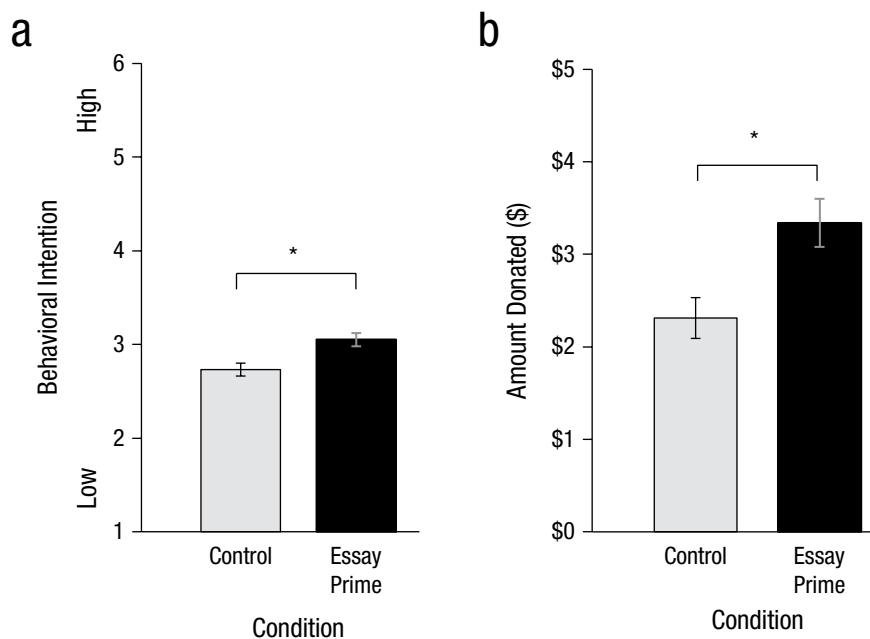 a
6
High
5
4
*
Behavioral Intention
3
2
Low
1
Control
Essay
Prime
Condition
b
$5
*
$4
$3
Amount Donated ($)
$2
$1
$0
Control
Essay
Prime
Condition